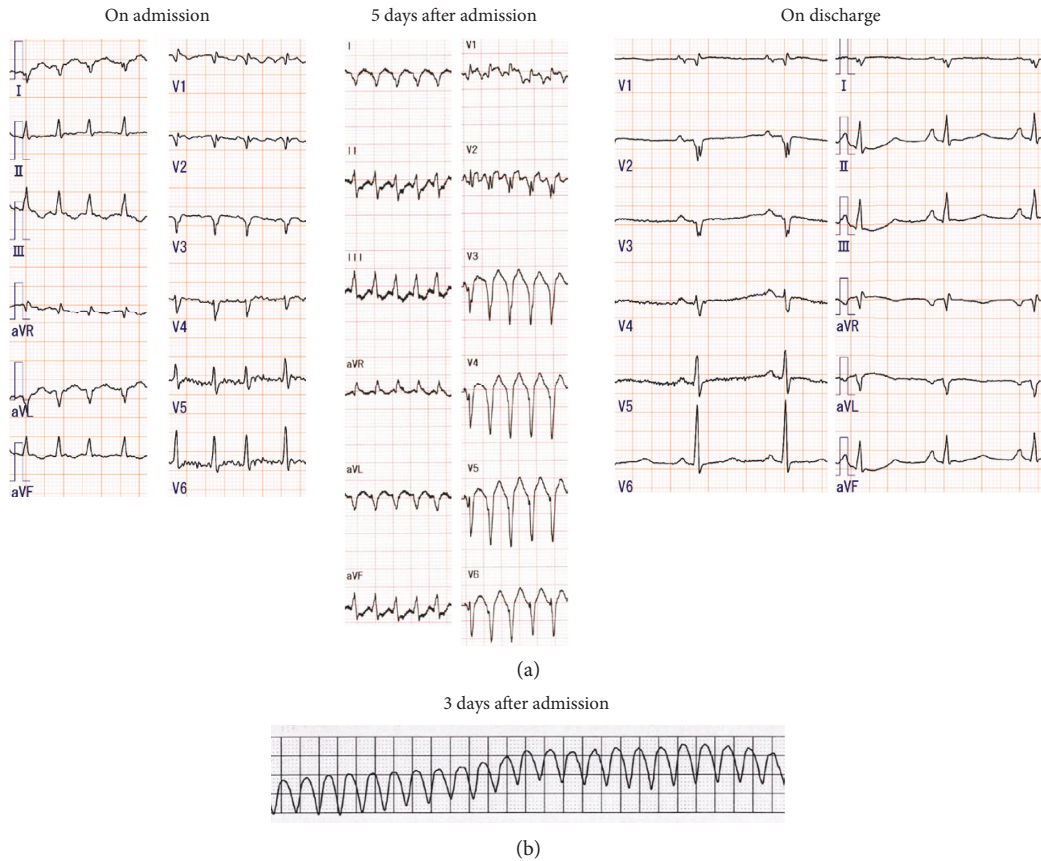 On admission
5 days after admission
On discharge
I
II
III
aVR
aVL
aVF
V1
V2
V3
V4
V5
V6
I
II
III
aVR
aVL
aVF
V1
V2
V3
V4
V5
V6
V1
V2
V3
V4
V5
V6
I
II
III
aVR
aVL
aVF
(a)
3 days after admission
(b)